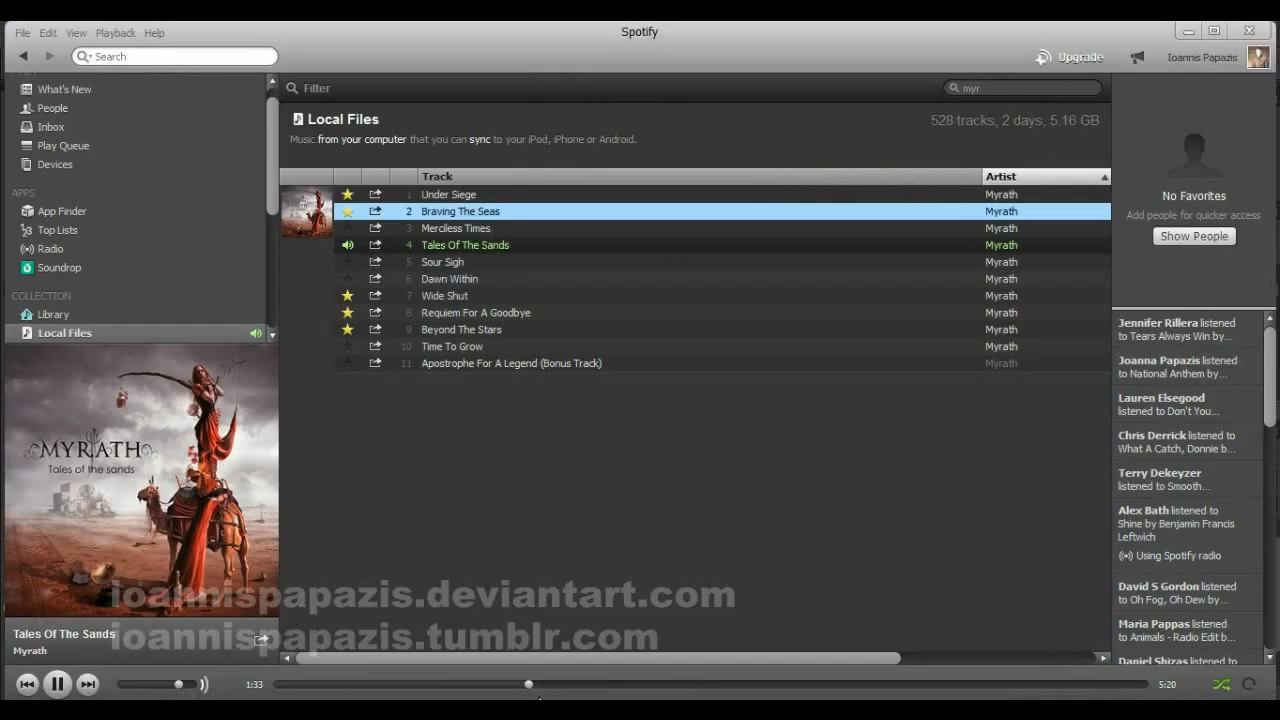 Spotify
File Edit View Playback Help
Search
Upgrade
Ioannis Papazis
What's New
People
Inbox
Play Queue
Devices
APPS
App Finder
Top Lists
Radio
Soundrop
COLLECTION
Library
Local Files
MYRATH
Tales of the sands
Tales Of The Sands
Myrath
Filter
myr
Local Files
528 tracks, 2 days, 5.16 GB
Music from your computer that you can sync to your iPod, iPhone or Android.
Track Artist
1 Under Siege Myrath
2 Braving The Seas Myrath
3 Merciless Times Myrath
4 Tales Of The Sands Myrath
5 Sour Sigh Myrath
6 Dawn Within Myrath
7 Wide Shut Myrath
8 Requiem For A Goodbye Myrath
9 Beyond The Stars Myrath
10 Time To Grow Myrath
11 Apostrophe For A Legend (Bonus Track) Myrath
ioannispapazis.deviantart.com
ioannispapazis.tumblr.com
No Favorites
Add people for quicker access
Show People
Jennifer Rillera listened
to Tears Always Win by...
Joanna Papazis listened
to National Anthem by...
Lauren Elsegood
listened to Don't You...
Chris Derrick listened to
What A Catch, Donnie b...
Terry Dekeyzer
listened to Smooth...
Alex Bath listened to
Shine by Benjamin Francis
Leftwich
Using Spotify radio
David S Gordon listened
to Oh Fog, Oh Dew by...
Maria Pappas listened
to Animals - Radio Edit b...
Daniel Shizas listened
1:33
5:20